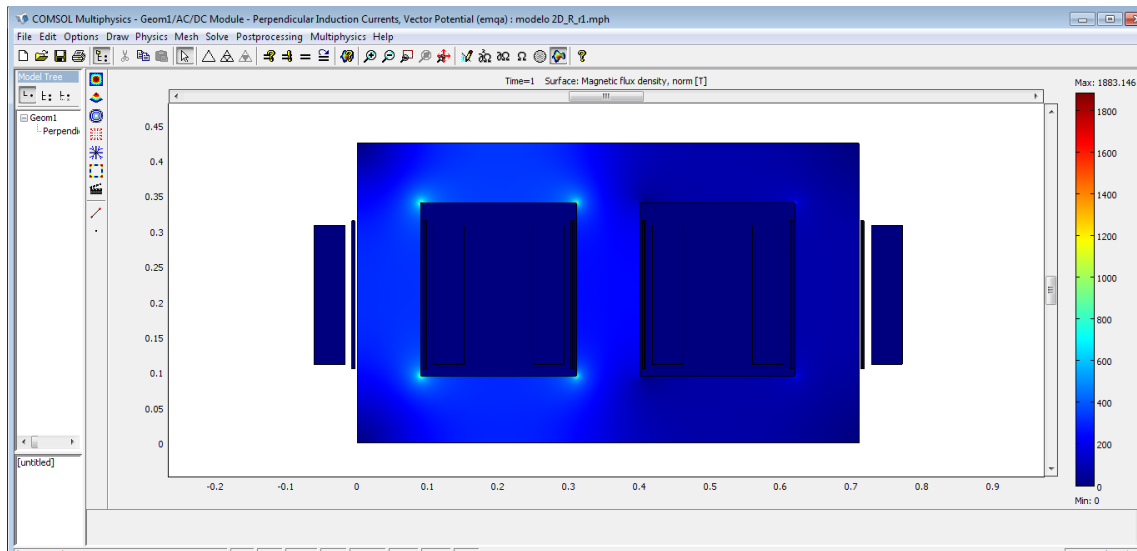 COMSOL Multiphysics - Geom1/AC/DC Module - Perpendicular Induction Currents, Vector Potential (emqa) : modelo 2D_R_r1.mph
File Edit Options Draw Physics Mesh Solve Postprocessing Multiphysics Help
Model Tree
Geom1
Perpendi
[untitled]
Time=1 Surface: Magnetic flux density, norm [T]
Max: 1883.146
0.45
0.4
0.35
0.3
0.25
0.2
0.15
0.1
0.05
0
-0.2 -0.1 0 0.1 0.2 0.3 0.4 0.5 0.6 0.7 0.8 0.9
1800
1600
1400
1200
1000
800
600
400
200
0
Min: 0